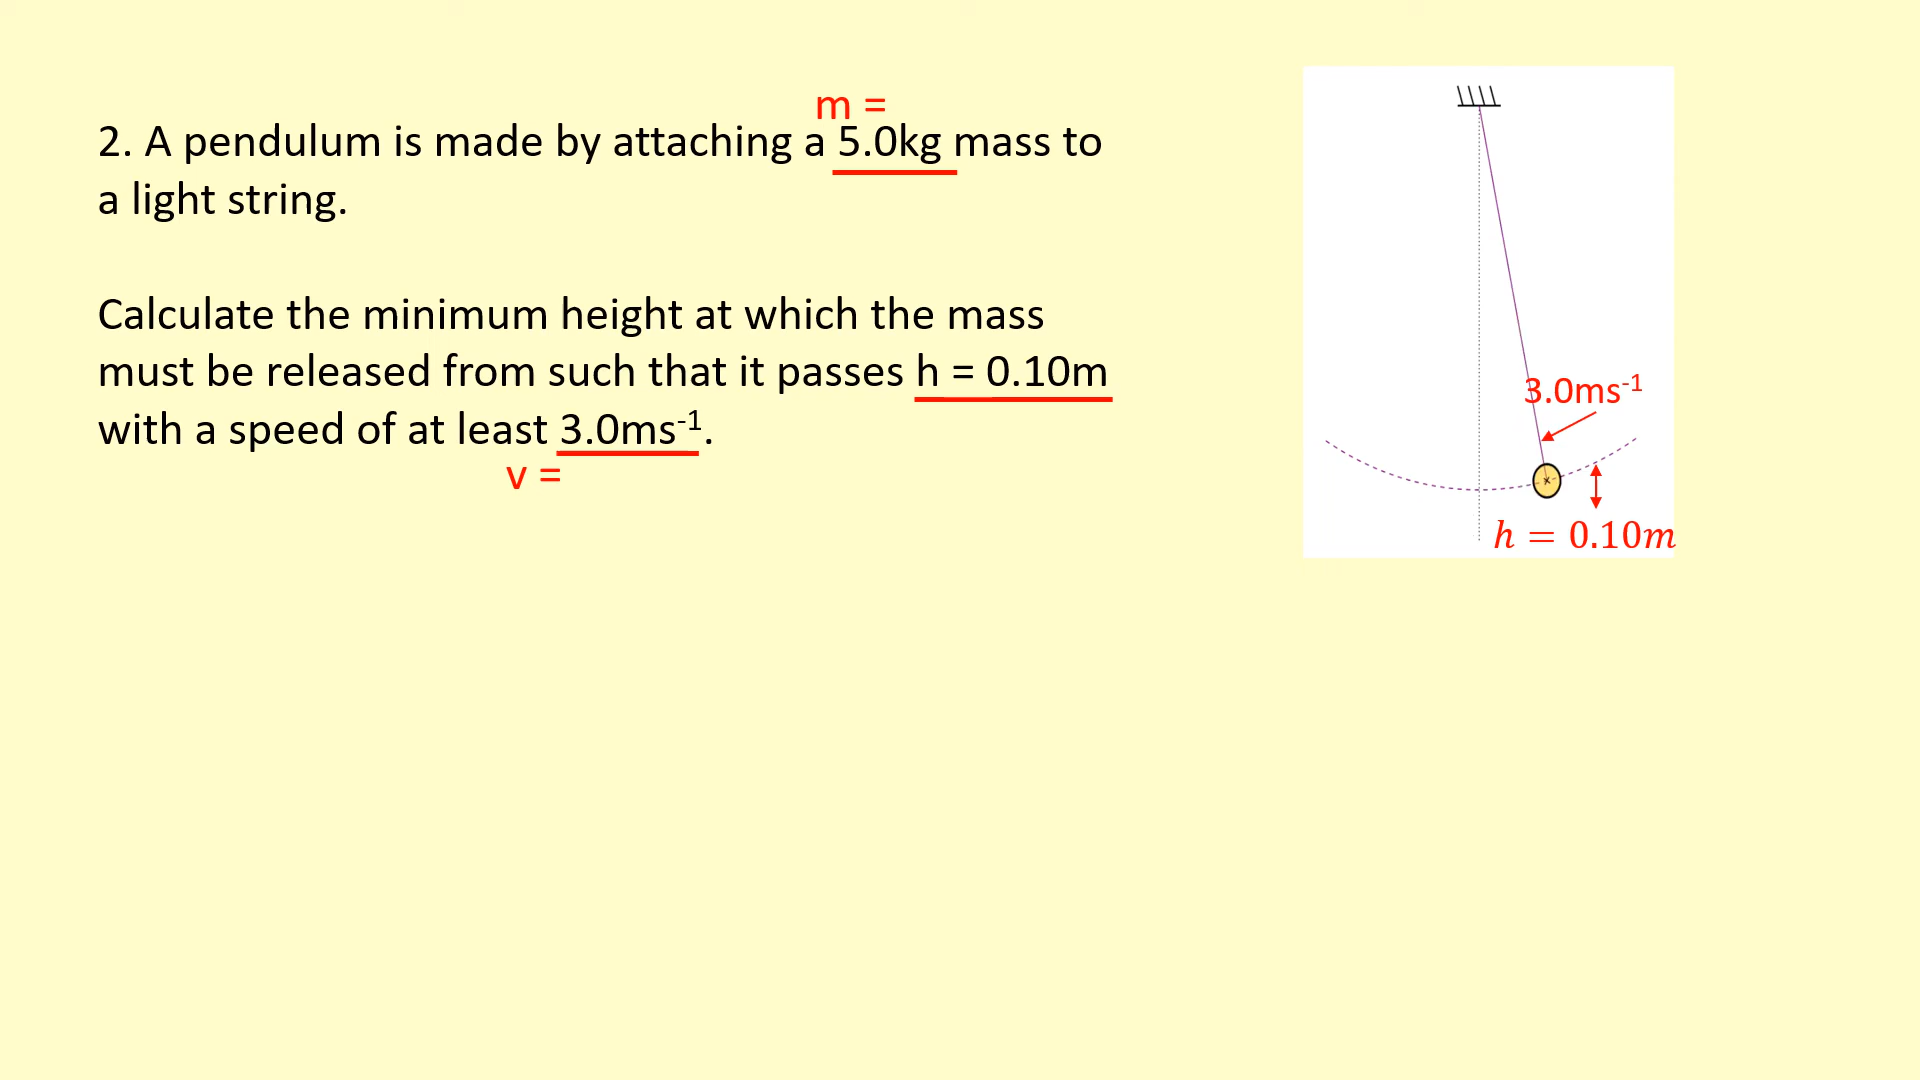 m =
2. A pendulum is made by attaching a 5.0kg mass to
a light string.
Calculate the minimum height at which the mass
must be released from such that it passes h = 0.10m
with a speed of at least 3.0ms⁻¹.
v =
3.0ms⁻¹
h = 0.10m